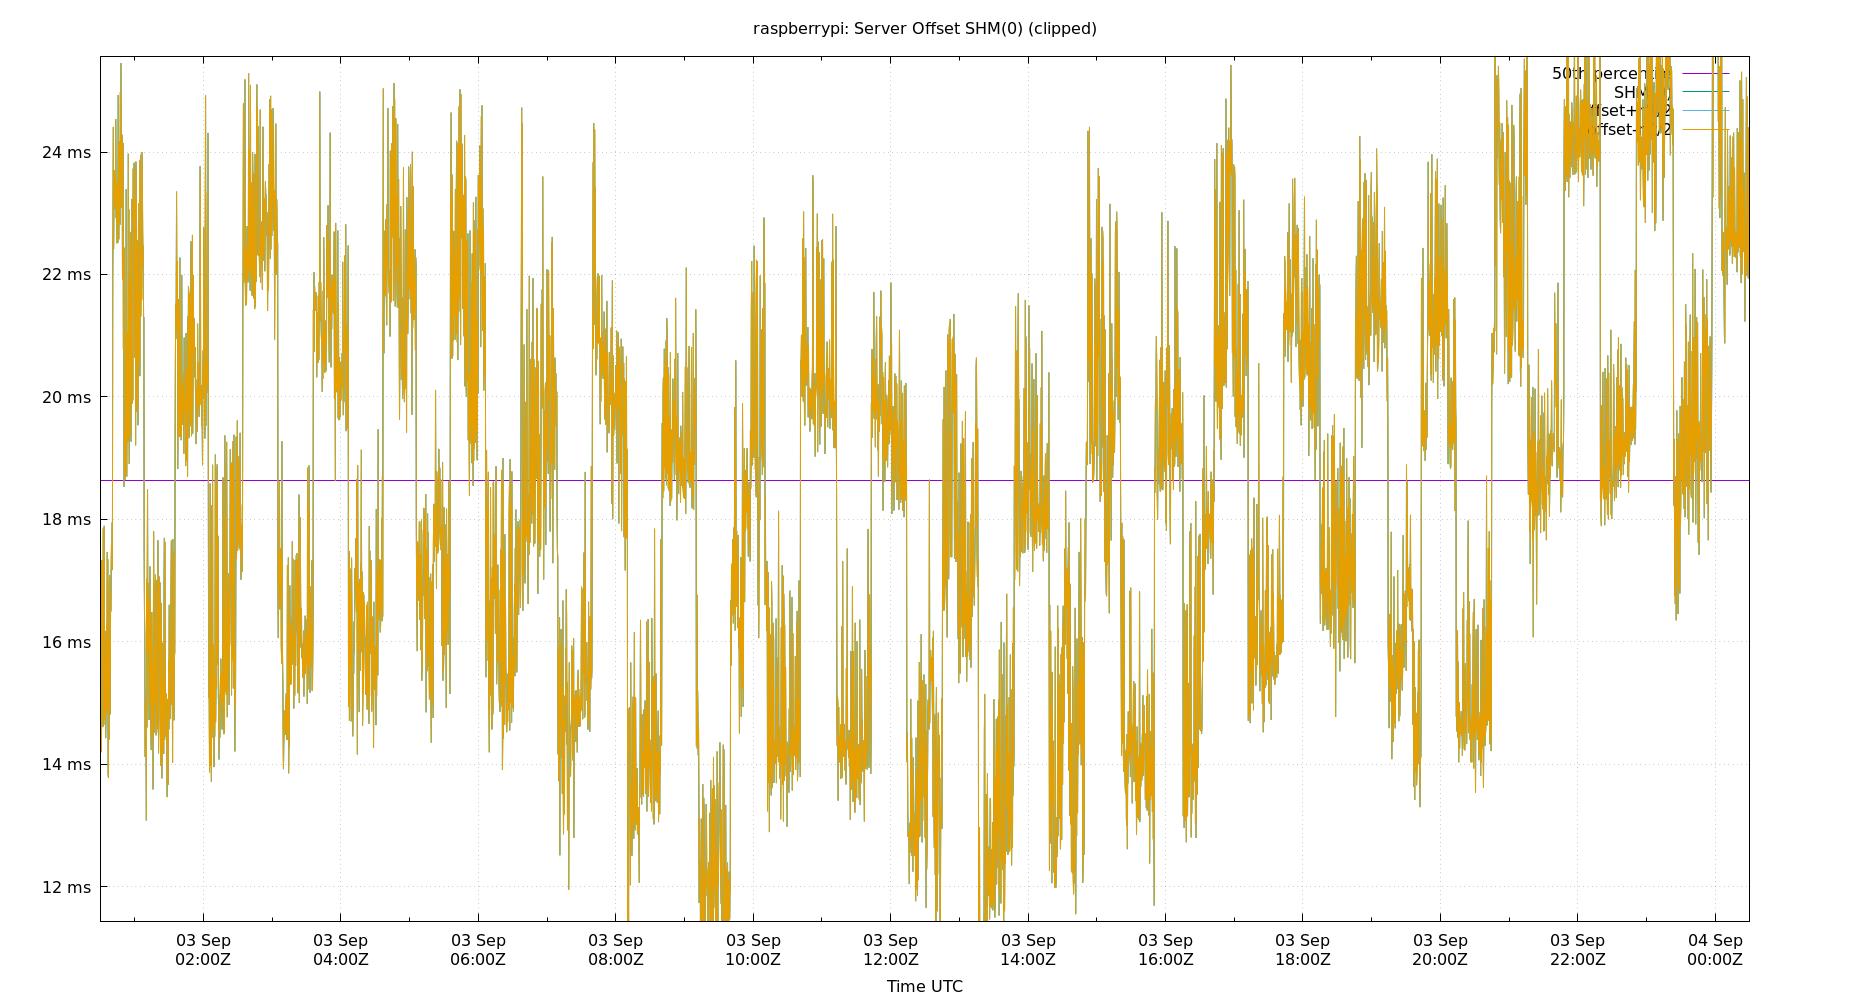 raspberrypi: Server Offset SHM(0) (clipped)
50th
24 ms
22 ms
20 ms
18 ms
16 ms
14 ms
12 ms
03 Sep 03 Sep 03 Sep 03 Sep 03 Sep 03 Sep 03 Sep 03 Sep 03 Sep 03 Sep 03 Sep 04 Sep
02:00Z 04:00Z 06:00Z 08:00Z 10:00Z 12:00Z 14:00Z 16:00Z 18:00Z 20:00Z 22:00Z 00:00Z
Time UTC